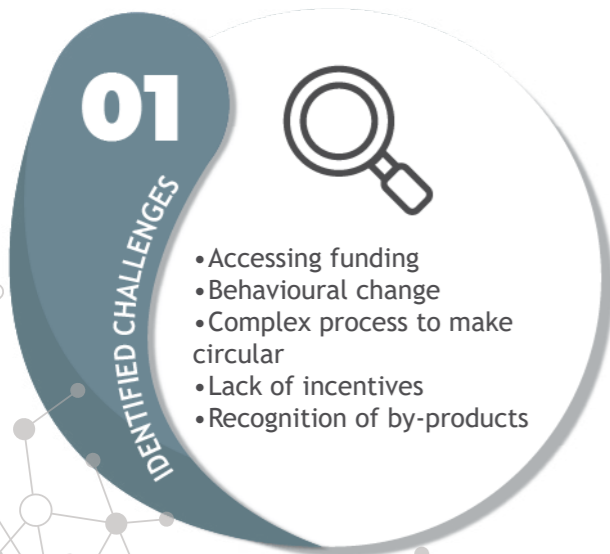 01
IDENTIFIED CHALLENGES
•Accessing funding
•Behavioural change
•Complex process to make
circular
•Lack of incentives
•Recognition of by-products